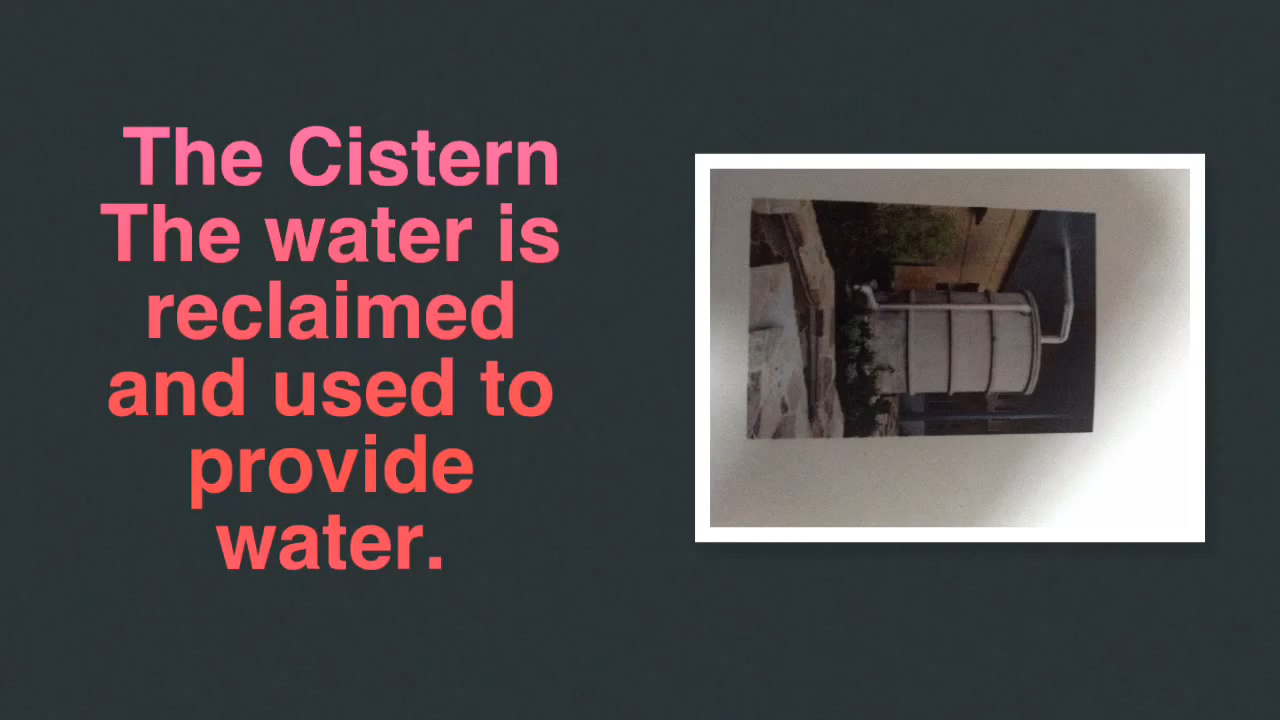 The Cistern
The water is
reclaimed
and used to
provide
water.